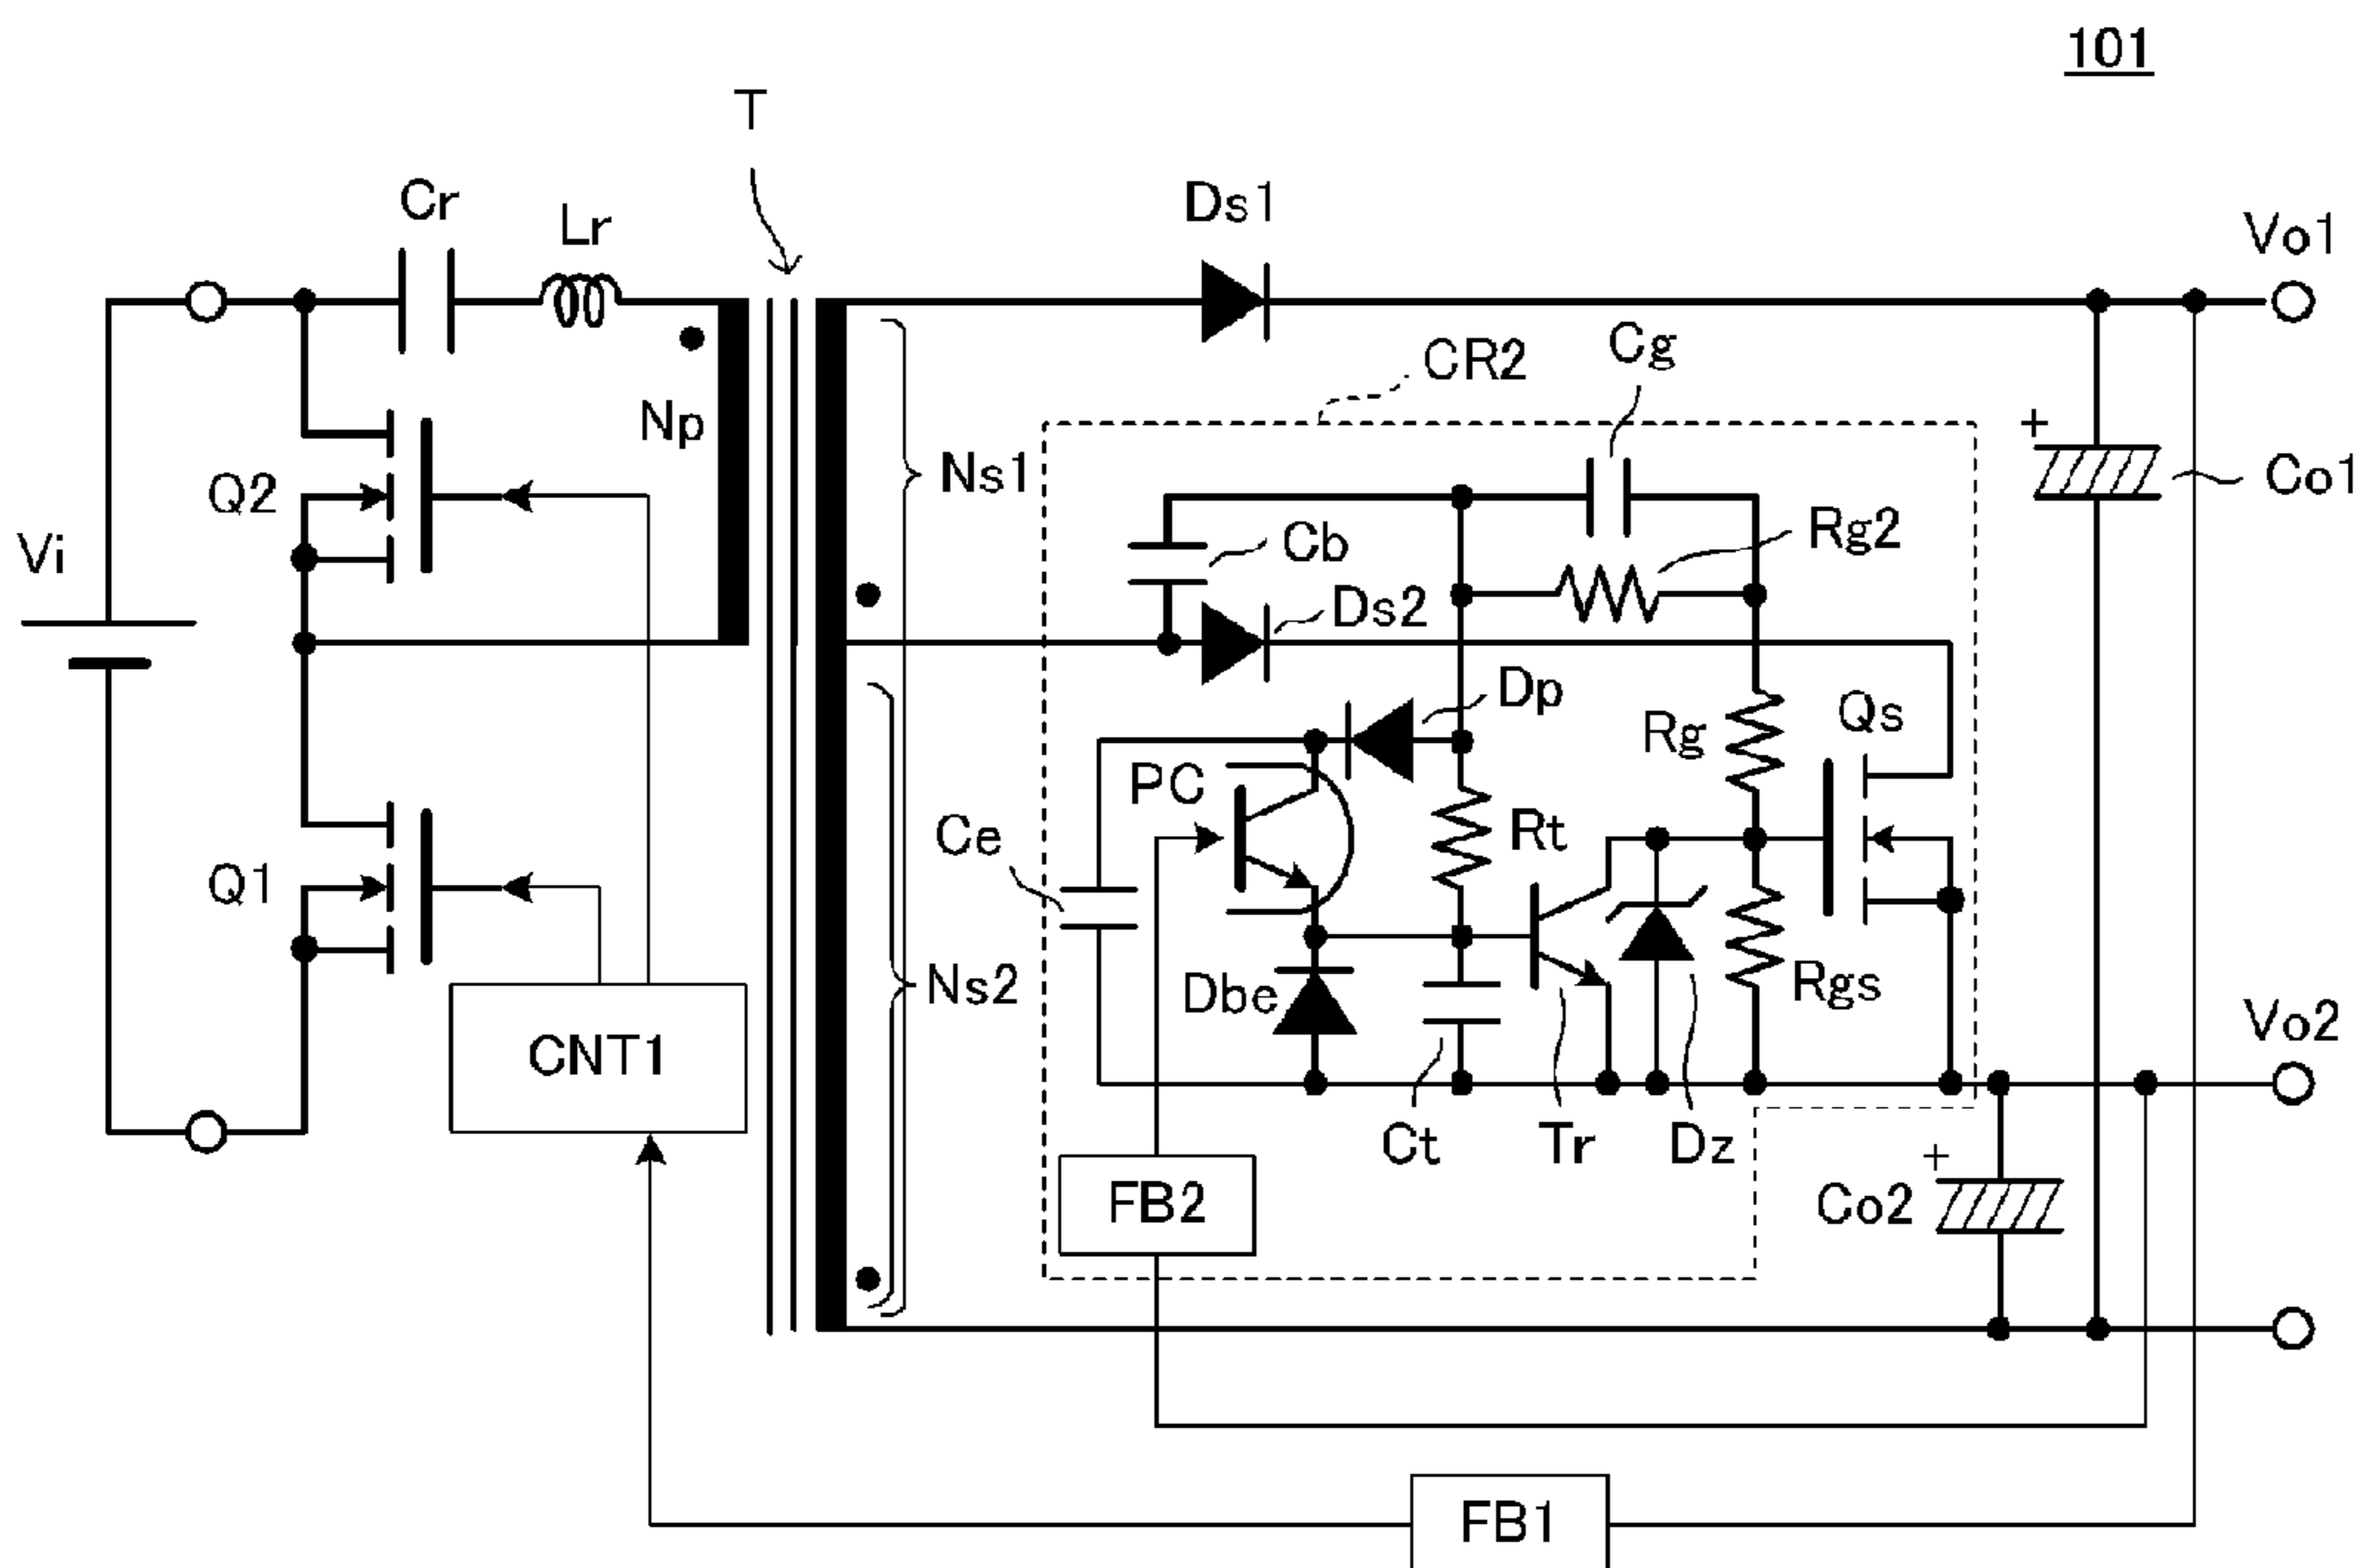 101
T
Cr
Lr
Ds1
Vo1
CR2
Cg
Np
Ns1
Co1
Q2
Cb
Rg2
Vi
Ds2
Dp
Rg
Qs
PC
Ce
Rt
Q1
Ns2
Dbe
Rgs
Vo2
CNT1
Ct
Tr
Dz
+
+
FB2
Co2
FB1